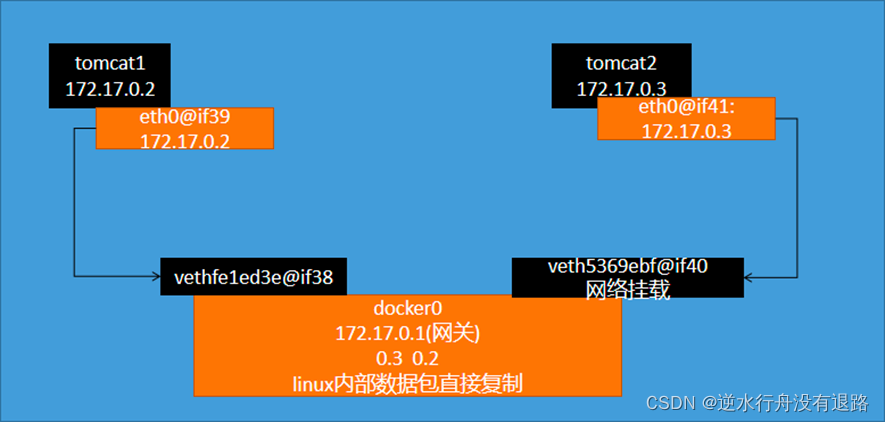 tomcat1
172.17.0.2
eth0@if39
172.17.0.2
tomcat2
172.17.0.3
eth0@if41:
172.17.0.3
vethfe1ed3e@if38
veth5369ebf@if40
网络挂载
docker0
172.17.0.1(网关)
0.3 0.2
linux内部数据包直接复制
CSDN @逆水行舟没有退路